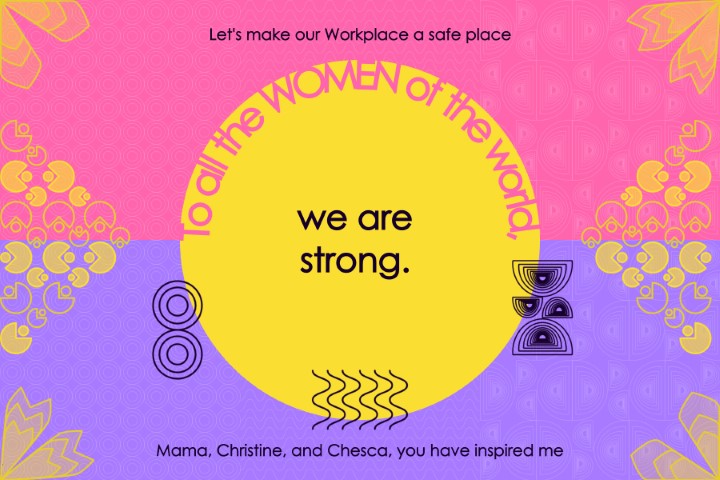 Let's make our Workplace a safe place
To all the WOMEN of the world,
we are
strong.
Mama, Christine, and Chesca, you have inspired me